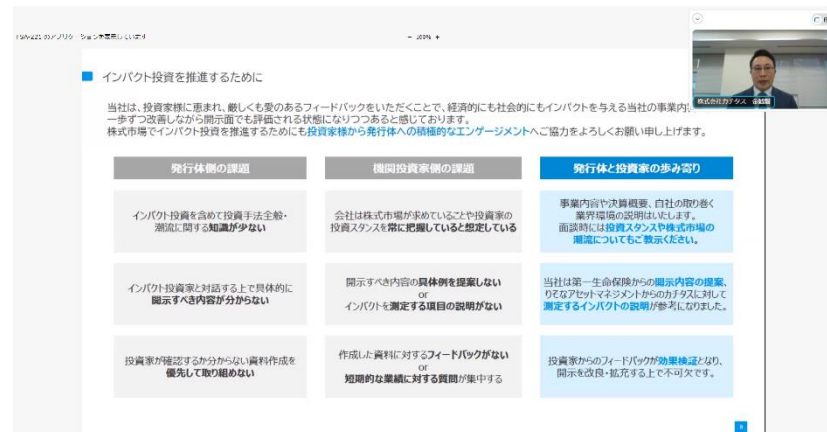 のアプリケーションを表示しています
インパクト投資を推進するために
当社は、投資家様に恵まれ、厳しくも愛のあるフィードバックをいただくことで、経済的にも社会的にもインパクトを与える当社の事業内
一歩ずつ改善しながら開示面でも評価される状態になりつつあると感じております。
株式市場でインパクト投資を推進するためにも投資家様から発行体への積極的なエンゲージメントへご協力をよろしくお願い申し上げます。
株式会社カチタス
発行体側の課題
機関投資家側の課題
発行体と投資家の歩み寄り
インパクト投資を含めて投資手法全般・
潮流に関する知識が少ない
会社は株式市場が求めていることや投資家の
投資スタンスを常に把握していると想定している
事業内容や決算概要、自社の取り巻く
業界環境の説明はいたします。
面談時には投資スタンスや株式市場の
潮流についてもご教示ください。
インパクト投資家と対話する上で具体的に
開示すべき内容が分からない
開示すべき内容の具体例を提案しない
or
インパクトを測定する項目の説明がない
当社は第一生命保険からの開示内容の提案、
りそなアセットマネジメントからのカチタスに対して
測定するインパクトの説明が参考になりました。
投資家が確認するか分からない資料作成を
優先して取り組めない
作成した資料に対するフィードバックがない
or
短期的な業績に対する質問が集中する
投資家からのフィードバックが効果検証となり、
開示を改良・拡充する上で不可欠です。